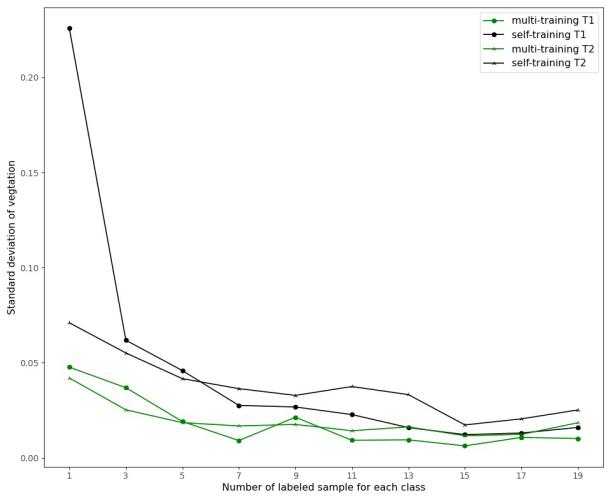 multi-training T1
self-training T1
multi-training T2
self-training T2
0.20
0.15
0.10
0.05
0.00
Standard deviation of vegtation
1 3 5 7 9 11 13 15 17 19
Number of labeled sample for each class